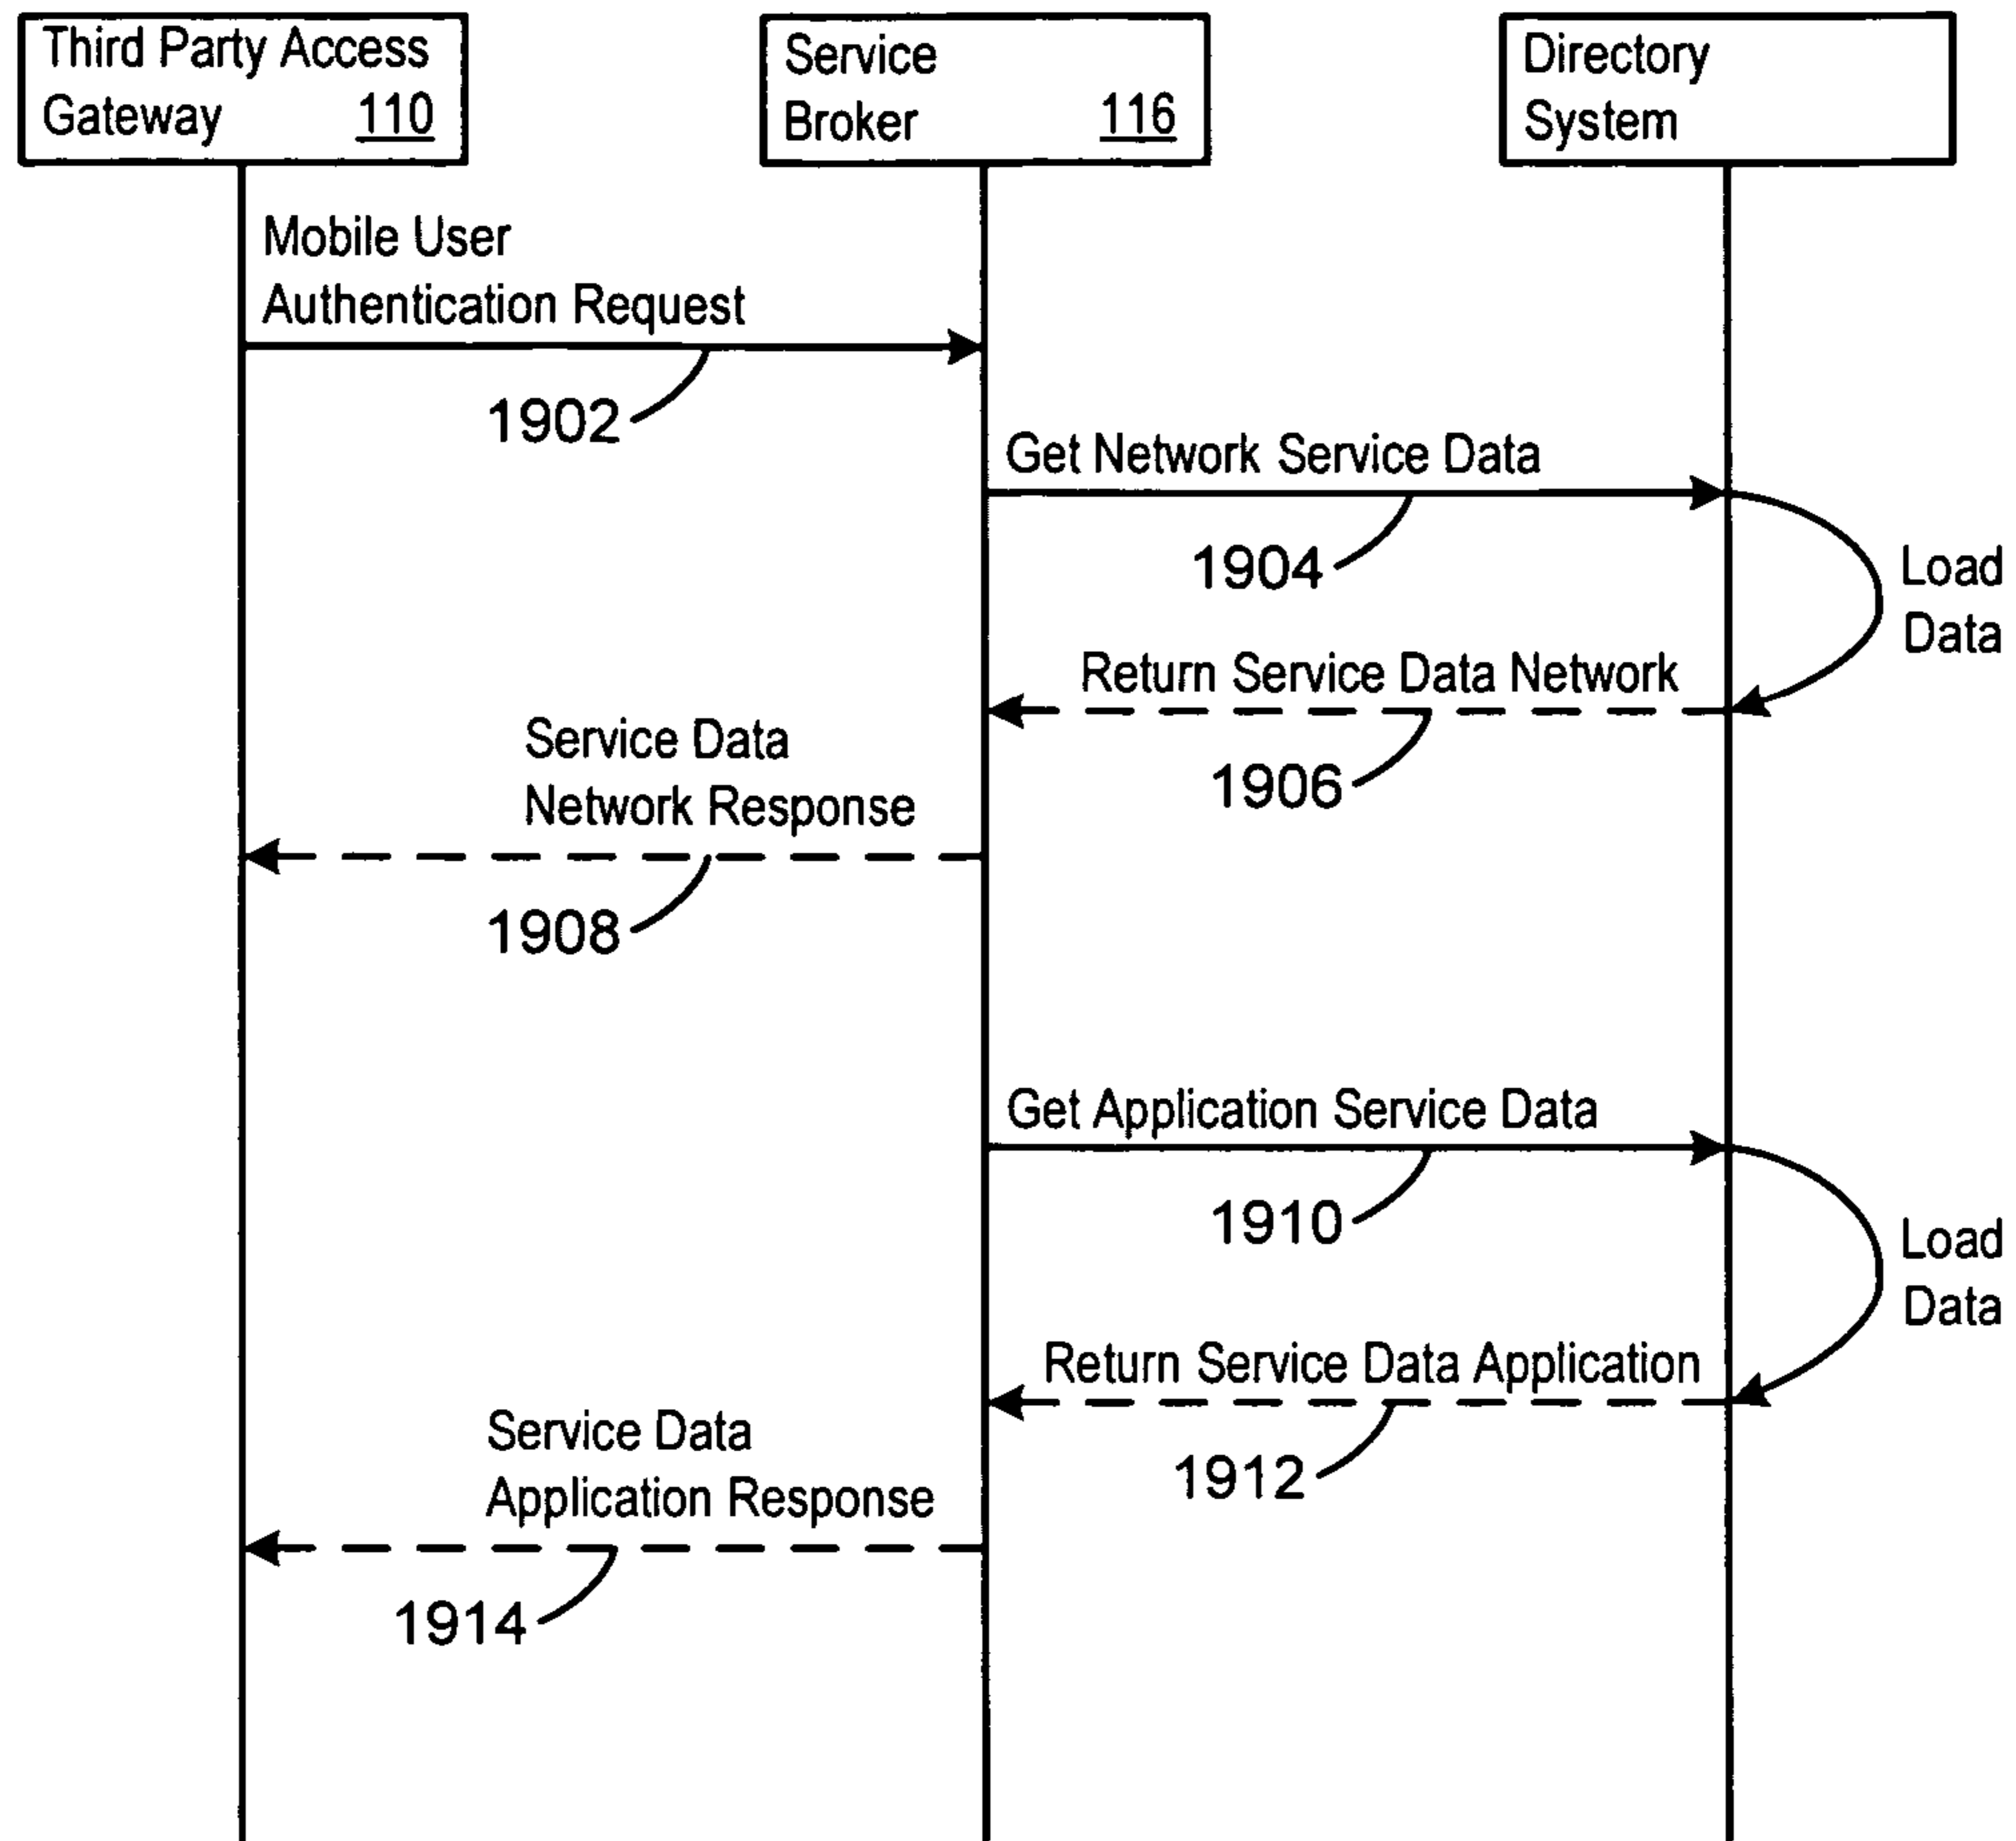 Third Party Access
Gateway 110
Service
Broker 116
Directory
System
Mobile User
Authentication Request
1902
Get Network Service Data
1904
Load
Data
Return Service Data Network
1906
Service Data
Network Response
1908
Get Application Service Data
1910
Load
Data
Return Service Data Application
1912
Service Data
Application Response
1914